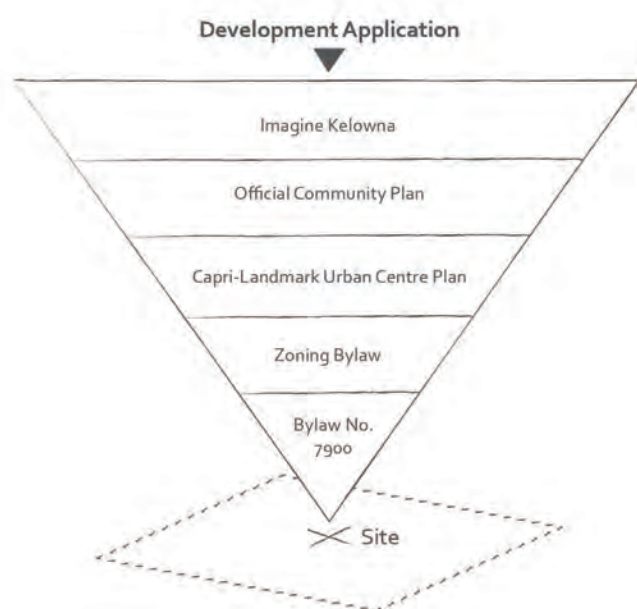 Development Application
Imagine Kelowna
Official Community Plan
Capri-Landmark Urban Centre Plan
Zoning Bylaw
Bylaw No.
7900
Site